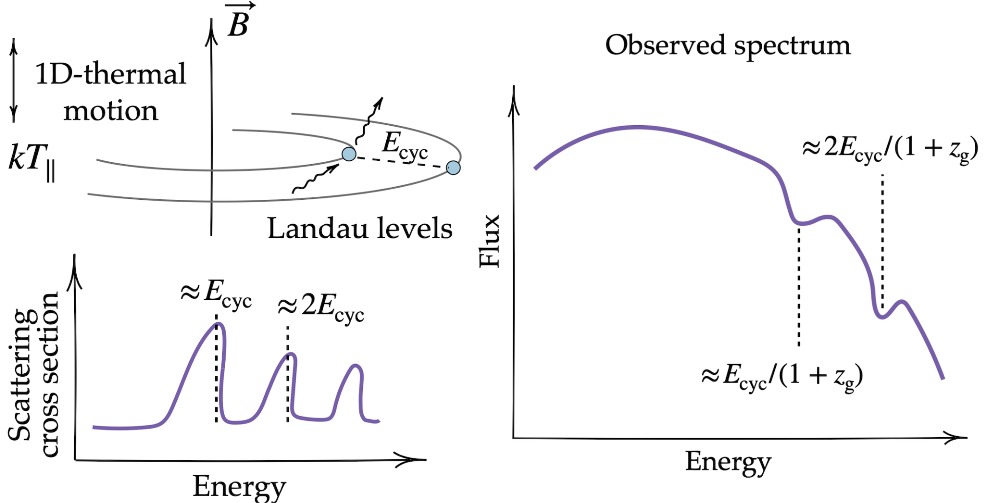 B
1D-thermal
motion
kT∥
E_cyc
Landau levels
Scattering
cross section
≈E_cyc
≈2E_cyc
Energy
Observed spectrum
Flux
≈2E_cyc/(1 + z_g)
≈E_cyc/(1 + z_g)
Energy